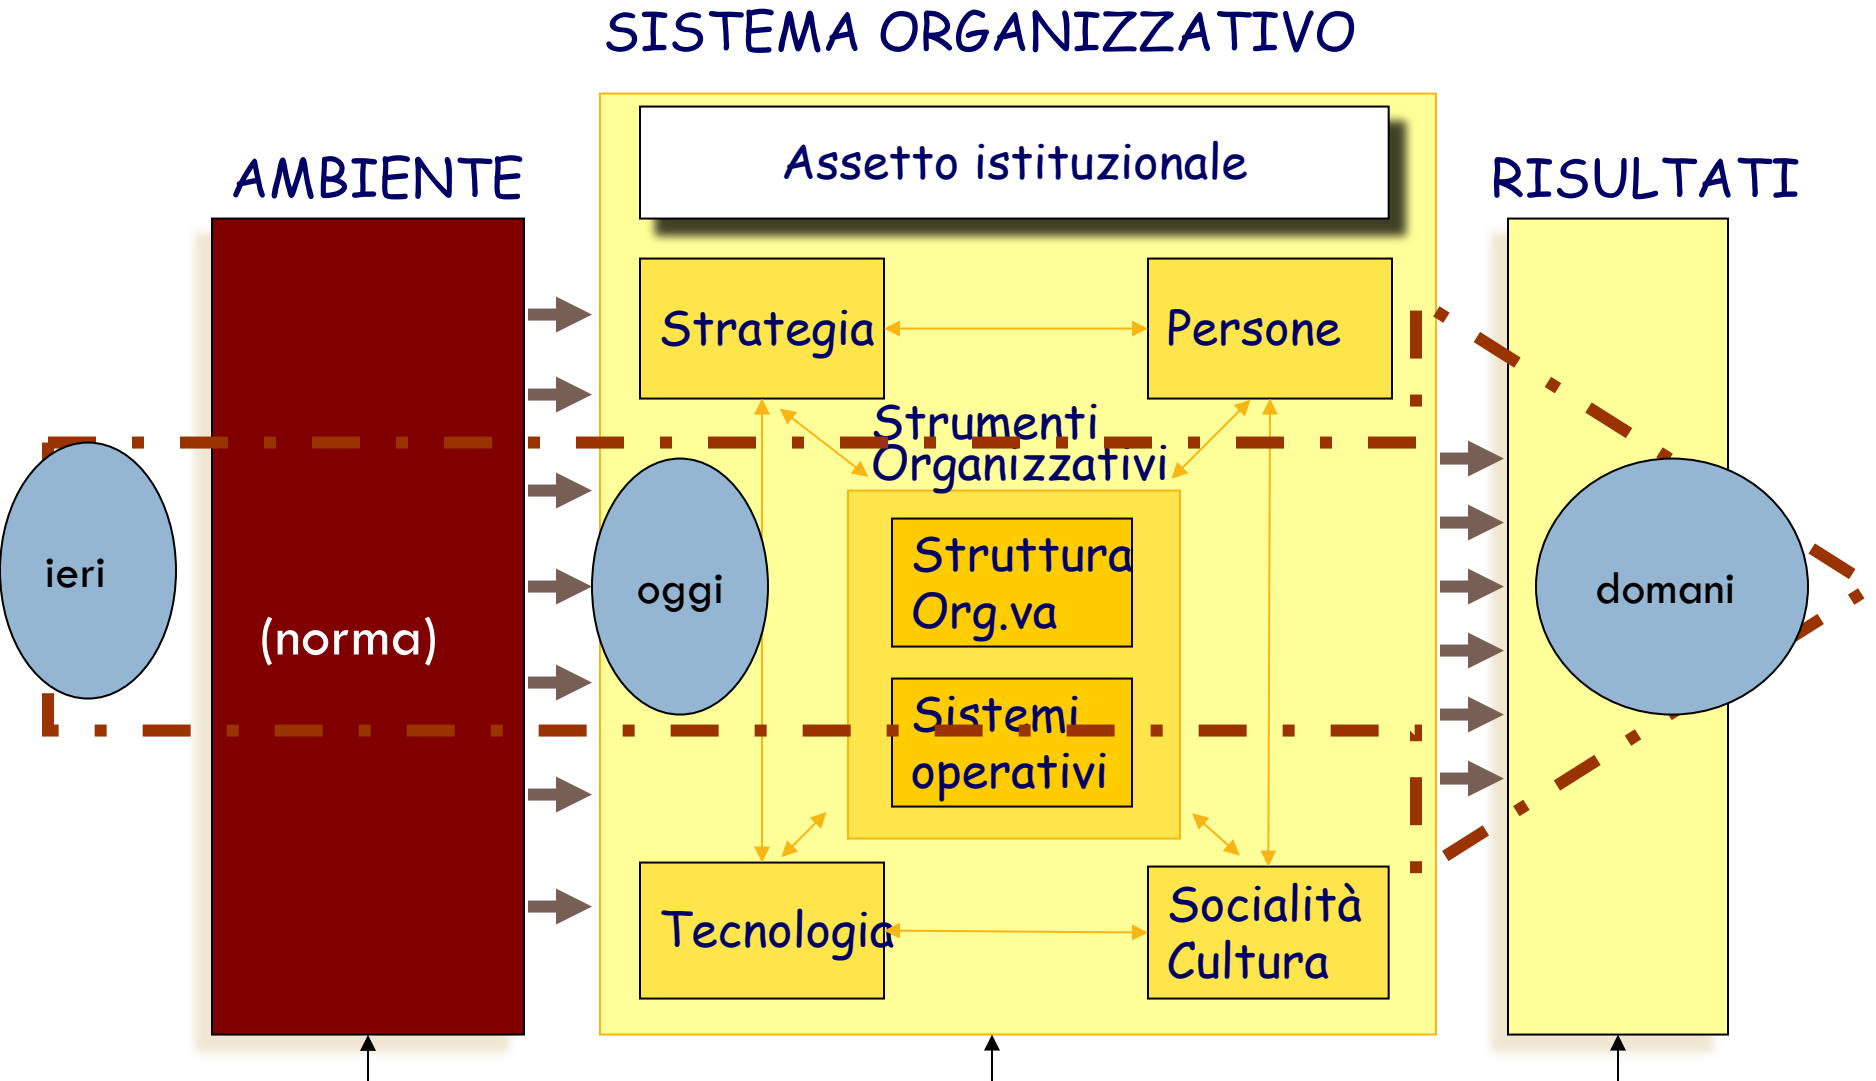 SISTEMA ORGANIZZATIVO
AMBIENTE
Assetto istituzionale
RISULTATI
Strategia
Persone
Strumenti
Organizzativi
Struttura
Org.va
ieri
oggi
domani
(norma)
Sistemi
operativi
Tecnologia
Socialità
Cultura